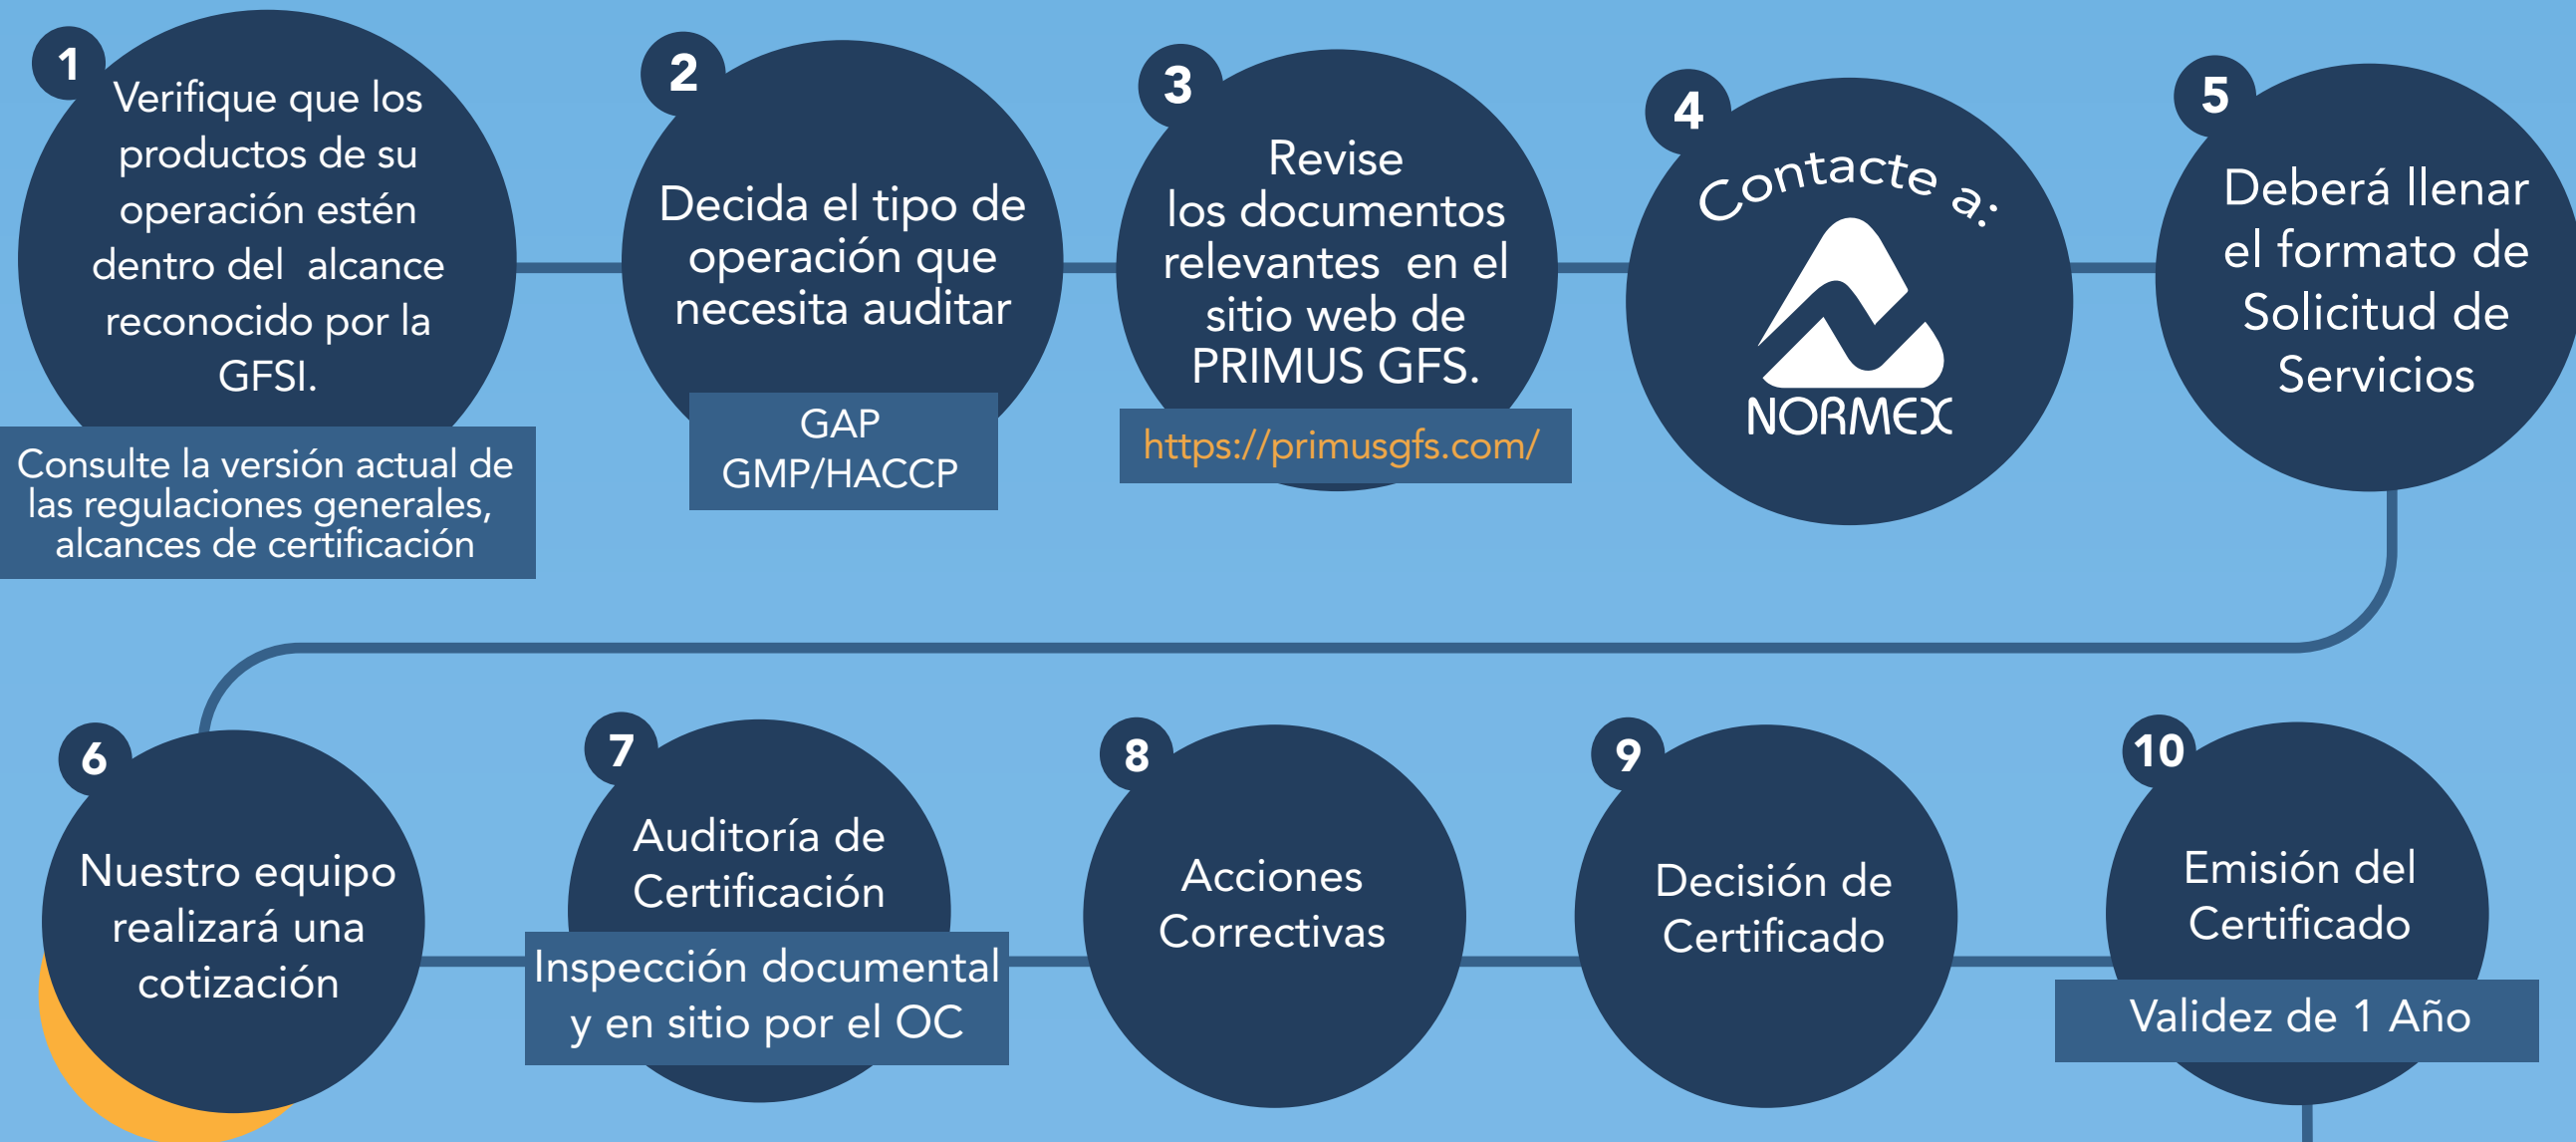 1
Verifique que los
productos de su
operación estén
dentro del alcance
reconocido por la
GFSI.
Consulte la versión actual de
las regulaciones generales,
alcances de certificación
2
Decida el tipo de
operación que
necesita auditar
GAP
GMP/HACCP
3
Revise
los documentos
relevantes en el
sitio web de
PRIMUS GFS.
https://primusgfs.com/
4
Contacte a:
NORMEX
5
Deberá llenar
el formato de
Solicitud de
Servicios
6
Nuestro equipo
realizará una
cotización
7
Auditoría de
Certificación
Inspección documental
y en sitio por el OC
8
Acciones
Correctivas
9
Decisión de
Certificado
10
Emisión del
Certificado
Validez de 1 Año